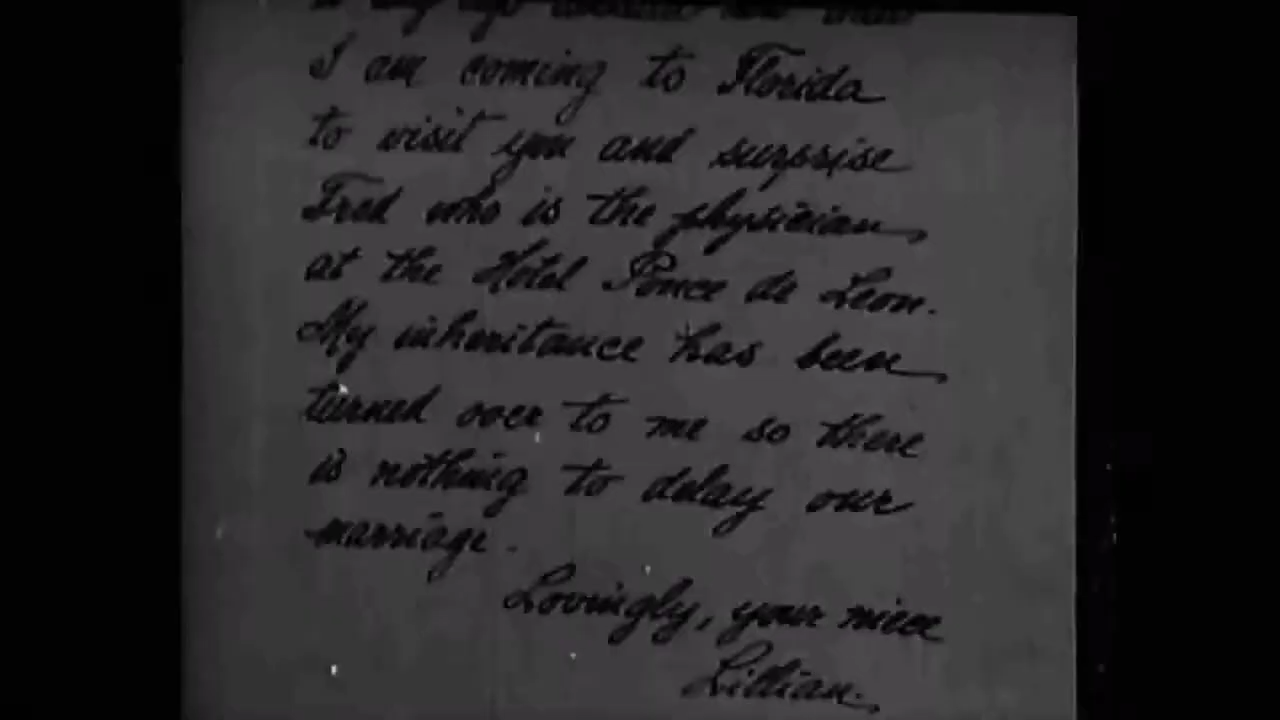 I am coming to Florida
to visit you and surprise
Fred who is the physician
at the Hotel Ponce de Leon.
My inheritance has been
turned over to me so there
is nothing to delay our
marriage.
Lovingly, your niece
Lillian.